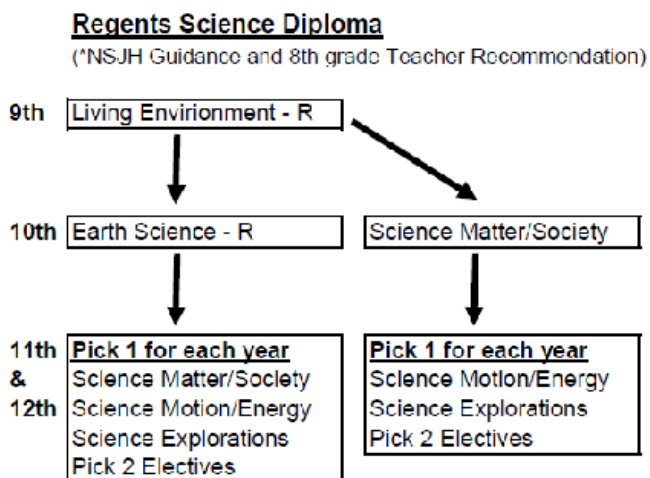 Regents Science Diploma
(*NSJH Guidance and 8th grade Teacher Recommendation)
9th Living Envirionment - R
10th Earth Science - R Science Matter/Society
11th Pick 1 for each year Pick 1 for each year
& Science Matter/Society Science Motion/Energy
12th Science Motion/Energy Science Explorations
Science Explorations Pick 2 Electives
Pick 2 Electives